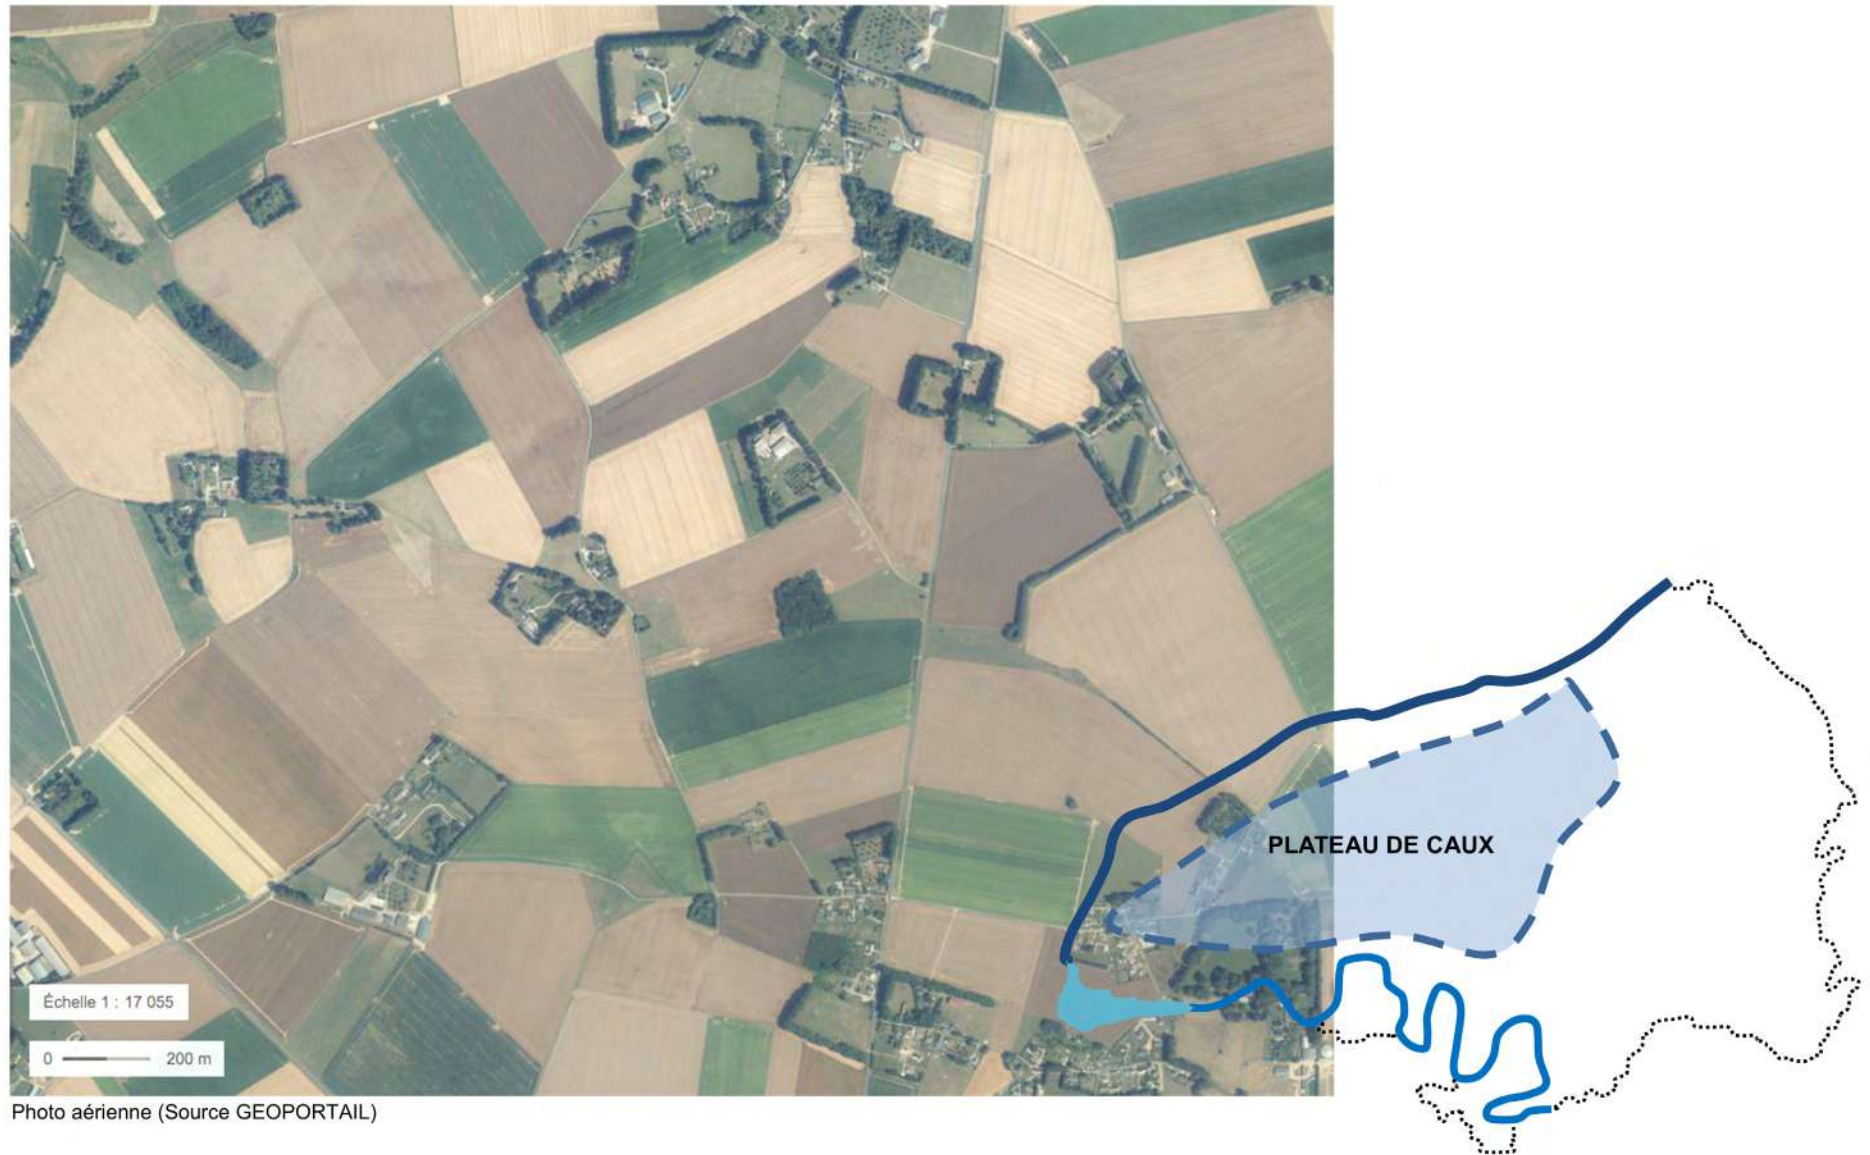 PLATEAU DE CAUX
Échelle 1 : 17 055
0 200 m
Photo aérienne (Source GEOPORTAIL)